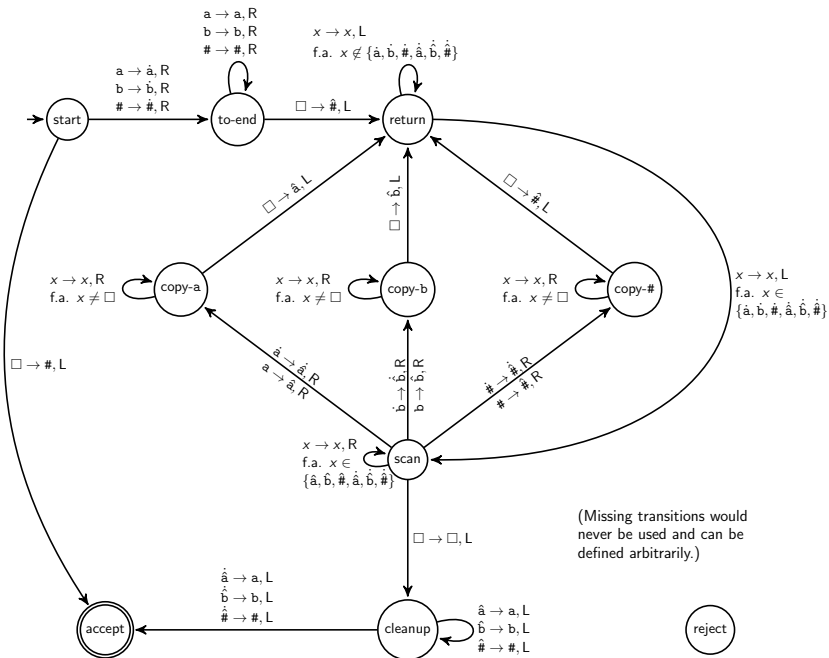 a → a, R
b → b, R
# → #, R
x → x, L
f.a. x ∉ {ȧ, ḃ, #̇, â̇, b̂̇, #̂̇}
a → ȧ, R
b → ḃ, R
# → #̇, R
start
to-end
□ → #̂, L
return
□ → â, L
□ → b̂, L
□ → #̂, L
x → x, R
f.a. x ≠ □
copy-a
x → x, R
f.a. x ≠ □
copy-b
x → x, R
f.a. x ≠ □
copy-#
x → x, L
f.a. x ∈
{ȧ, ḃ, #̇, â̇, b̂̇, #̂̇}
□ → #, L
ȧ → â̇, R
a → â, R
ḃ → b̂̇, R
b → b̂, R
#̇ → #̂̇, R
# → #̂, R
x → x, R
f.a. x ∈
{â, b̂, #̂, â̇, b̂̇, #̂̇}
scan
□ → □, L
(Missing transitions would
never be used and can be
defined arbitrarily.)
â̇ → a, L
b̂̇ → b, L
#̂̇ → #, L
accept
cleanup
â → a, L
b̂ → b, L
#̂ → #, L
reject